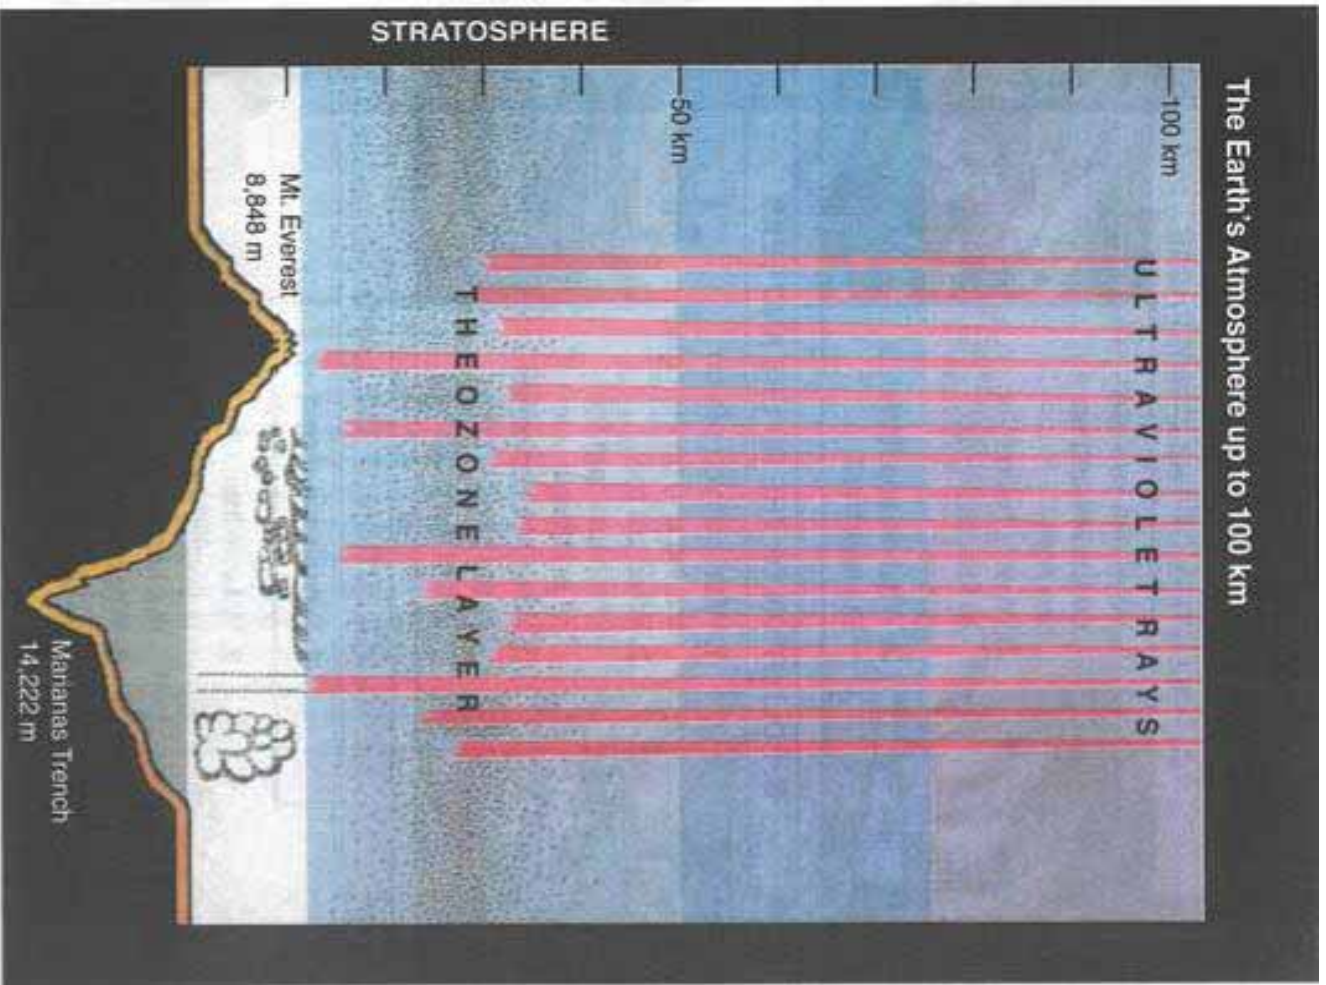 The Earth's Atmosphere up to 100 km
100 km
ULTRAVIOLET RAYS
50 km
STRATOSPHERE
THE OZONE LAYER
Mt. Everest
8,848 m
Marianas Trench
14,222 m